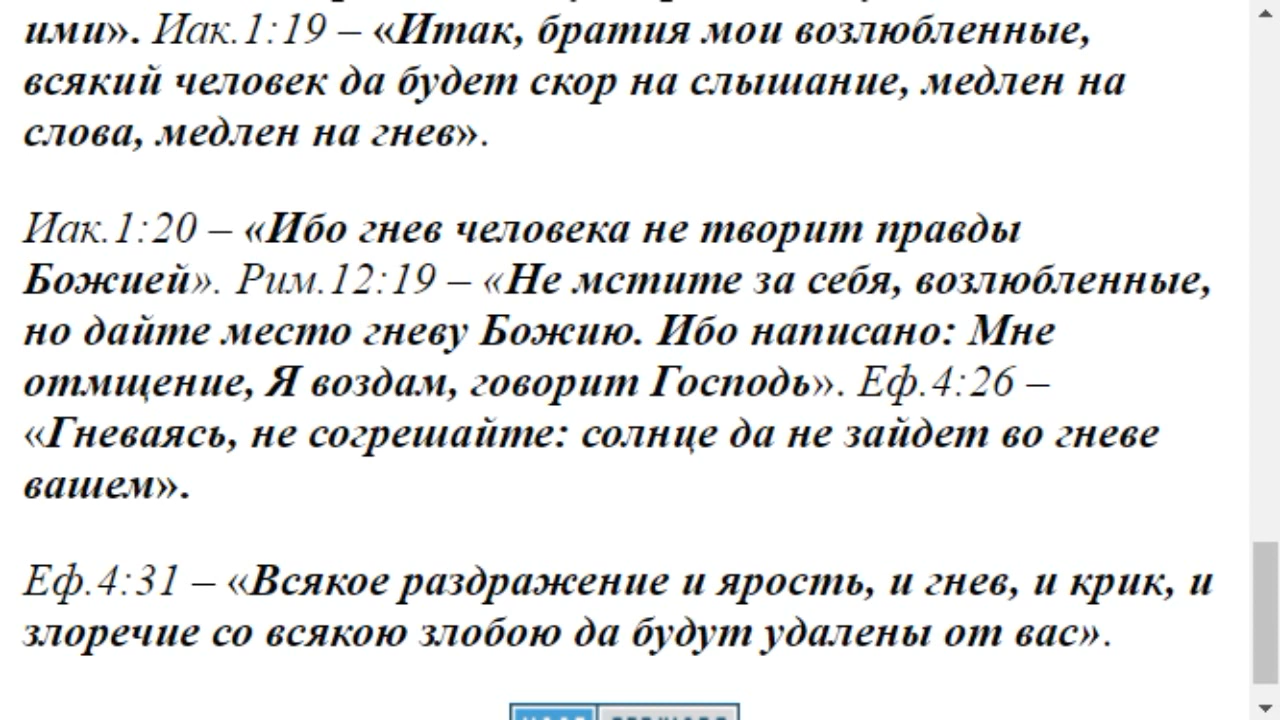 ими». Иак.1:19 – «Итак, братия мои возлюбленные,
всякий человек да будет скор на слышание, медлен на
слова, медлен на гнев».
Иак.1:20 – «Ибо гнев человека не творит правды
Божией». Рим.12:19 – «Не мстите за себя, возлюбленные,
но дайте место гневу Божию. Ибо написано: Мне
отмщение, Я воздам, говорит Господь». Еф.4:26 –
«Гневаясь, не согрешайте: солнце да не зайдет во гневе
вашем».
Еф.4:31 – «Всякое раздражение и ярость, и гнев, и крик, и
злоречие со всякою злобою да будут удалены от вас».